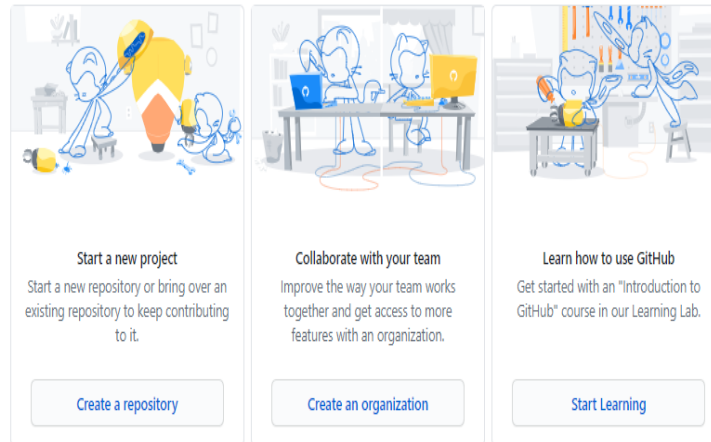 Start a new project
Start a new repository or bring over an
existing repository to keep contributing
to it.
Create a repository
Collaborate with your team
Improve the way your team works
together and get access to more
features with an organization.
Create an organization
Learn how to use GitHub
Get started with an "Introduction to
GitHub" course in our Learning Lab.
Start Learning